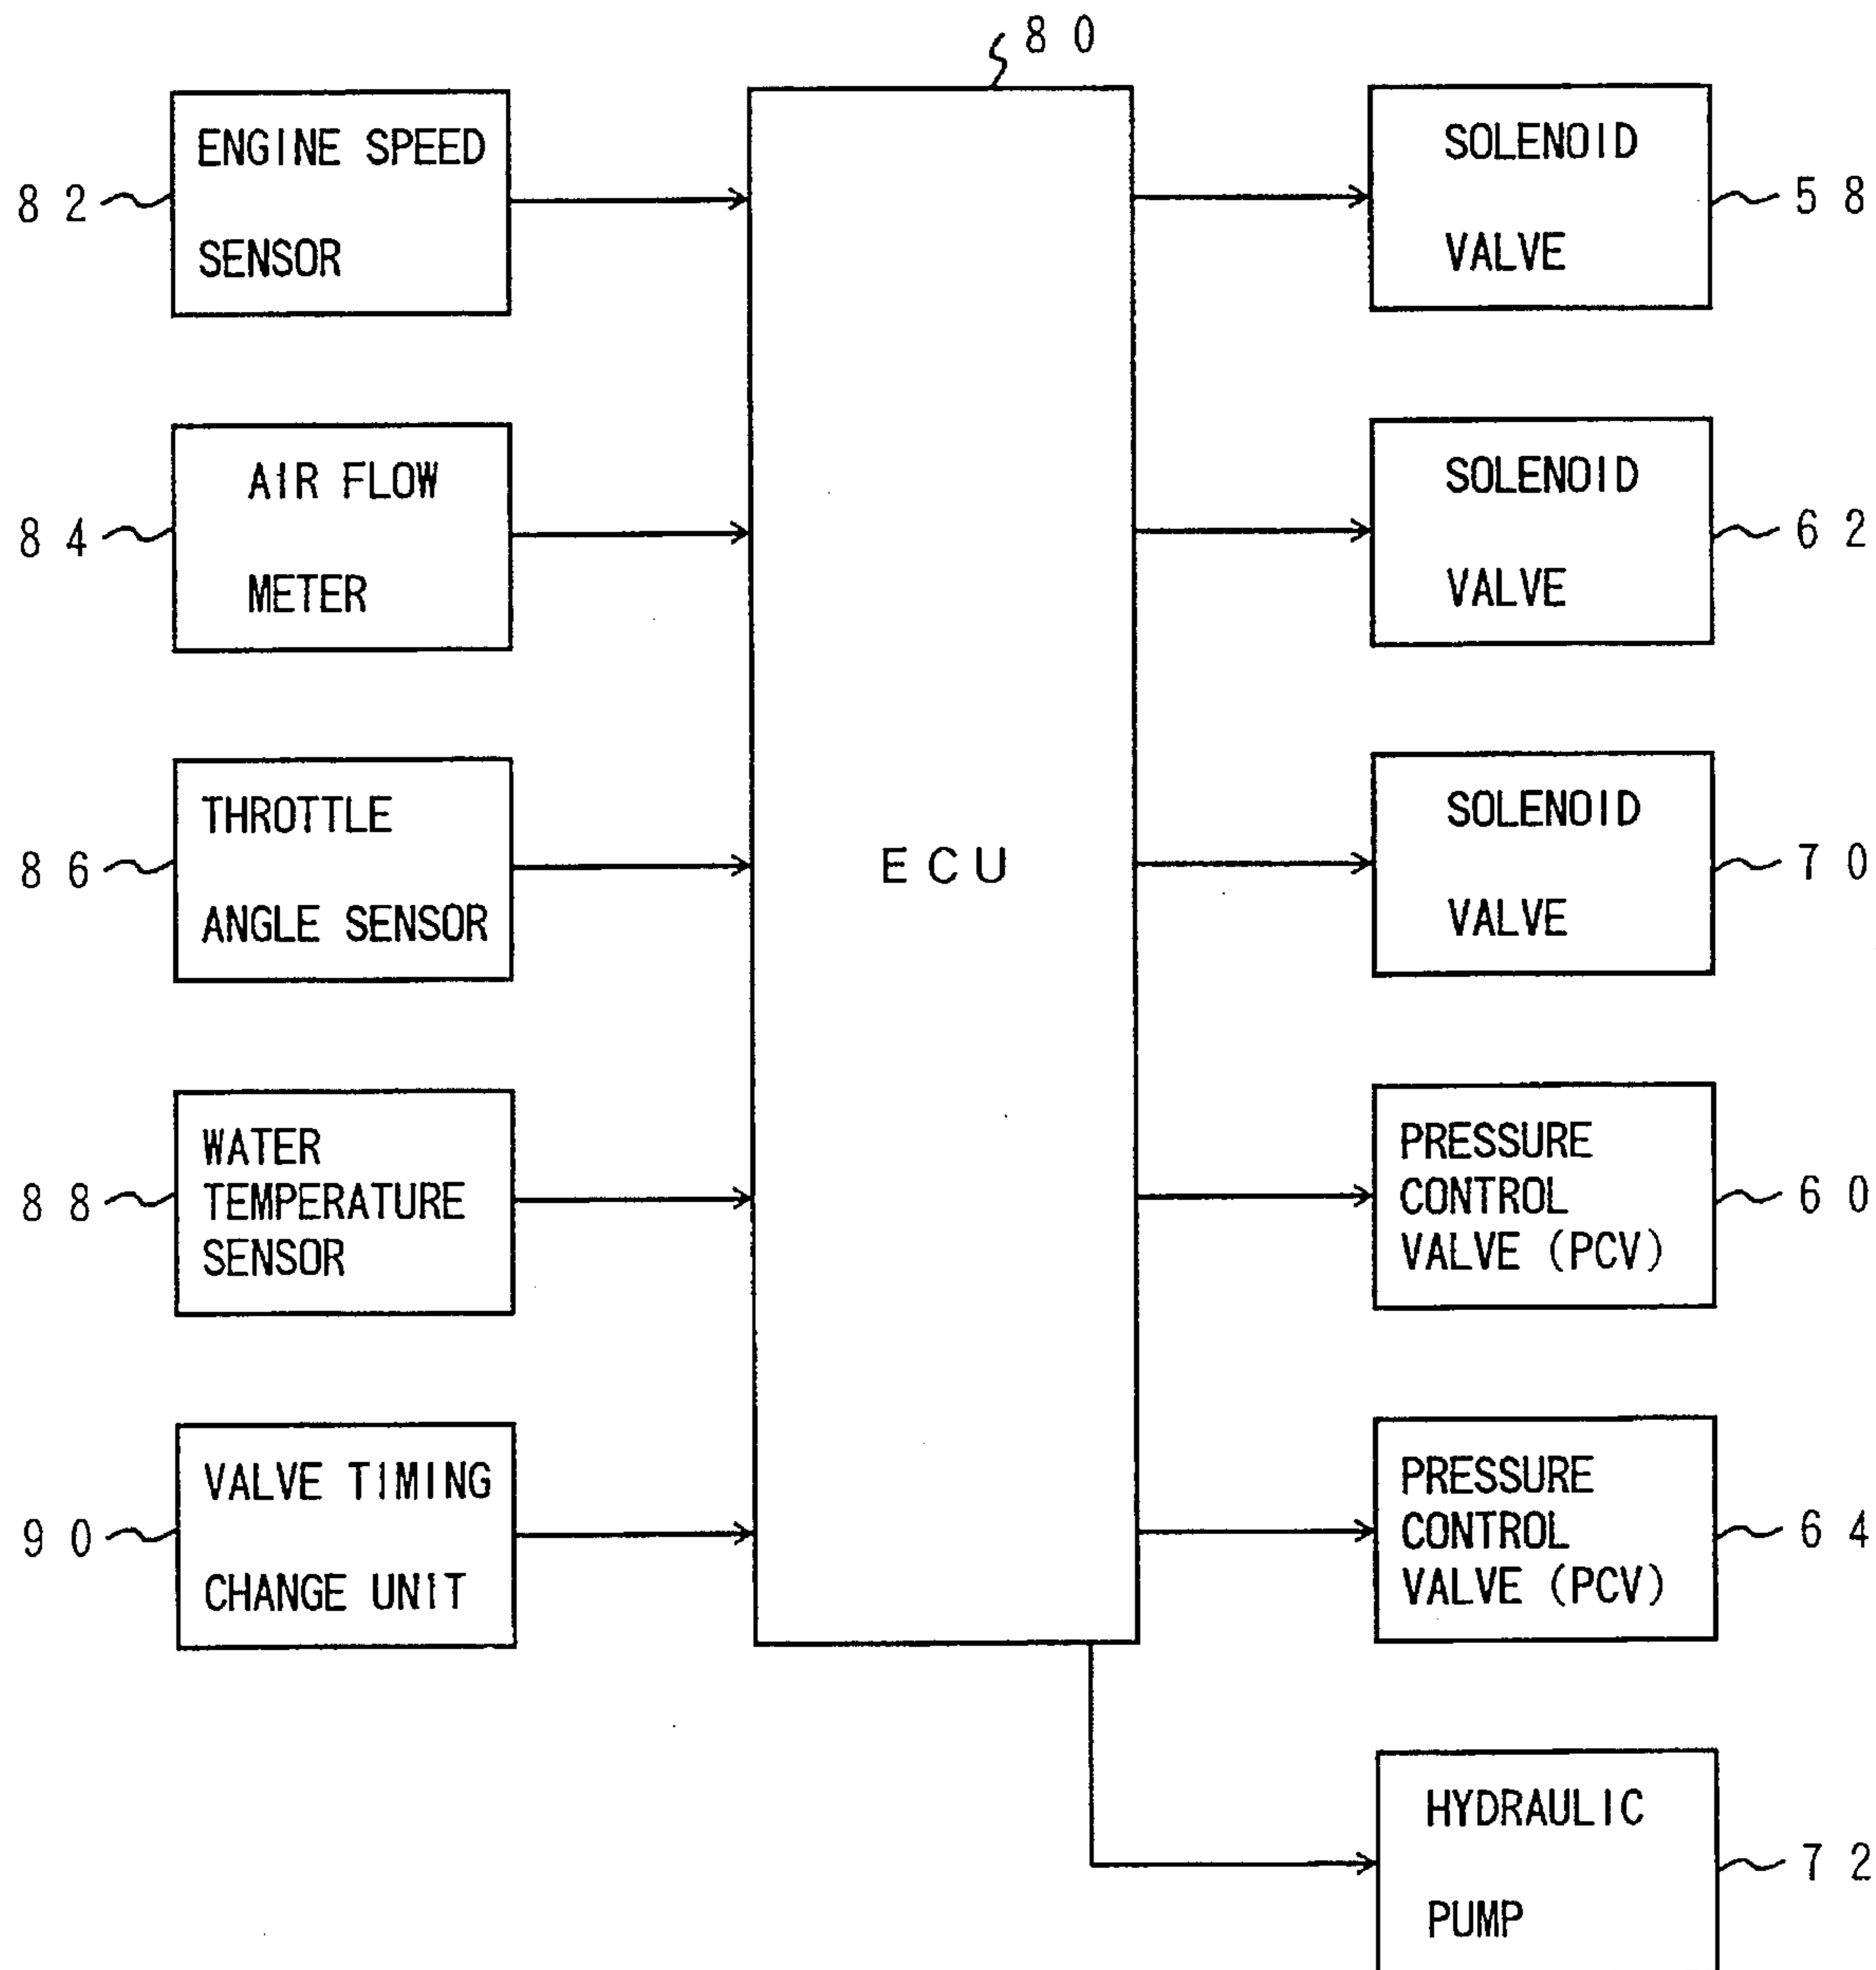 80
ENGINE SPEED
SENSOR
82
AIR FLOW
METER
84
THROTTLE
ANGLE SENSOR
86
WATER
TEMPERATURE
SENSOR
88
VALVE TIMING
CHANGE UNIT
90
ECU
SOLENOID
VALVE
58
SOLENOID
VALVE
62
SOLENOID
VALVE
70
PRESSURE
CONTROL
VALVE (PCV)
60
PRESSURE
CONTROL
VALVE (PCV)
64
HYDRAULIC
PUMP
72